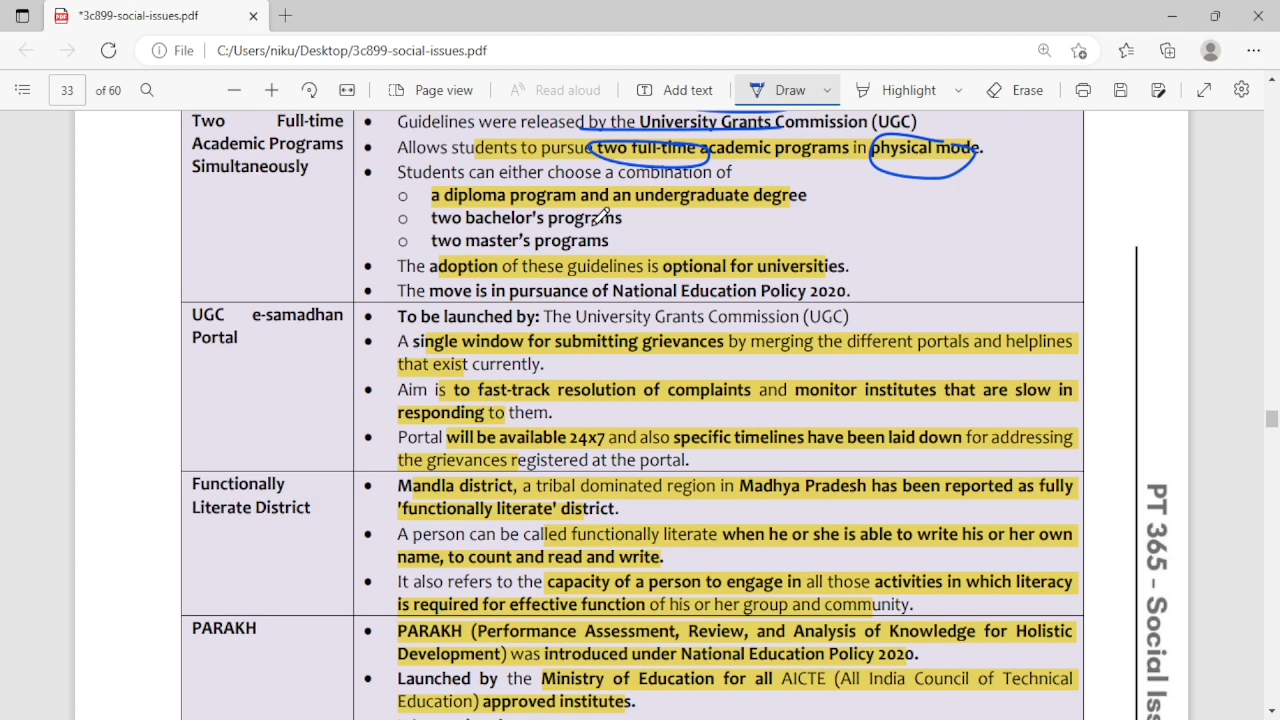 *3c899-social-issues.pdf
File C:/Users/niku/Desktop/3c899-social-issues.pdf
33 of 60 Page view Read aloud Add text Draw Highlight Erase
Two Full-time
Academic Programs
Simultaneously
• Guidelines were released by the University Grants Commission (UGC)
• Allows students to pursue two full-time academic programs in physical mode.
• Students can either choose a combination of
o a diploma program and an undergraduate degree
o two bachelor's programs
o two master's programs
• The adoption of these guidelines is optional for universities.
• The move is in pursuance of National Education Policy 2020.
UGC e-samadhan
Portal
• To be launched by: The University Grants Commission (UGC)
• A single window for submitting grievances by merging the different portals and helplines
that exist currently.
• Aim is to fast-track resolution of complaints and monitor institutes that are slow in
responding to them.
• Portal will be available 24x7 and also specific timelines have been laid down for addressing
the grievances registered at the portal.
Functionally
Literate District
• Mandla district, a tribal dominated region in Madhya Pradesh has been reported as fully
'functionally literate' district.
• A person can be called functionally literate when he or she is able to write his or her own
name, to count and read and write.
• It also refers to the capacity of a person to engage in all those activities in which literacy
is required for effective function of his or her group and community.
PARAKH
• PARAKH (Performance Assessment, Review, and Analysis of Knowledge for Holistic
Development) was introduced under National Education Policy 2020.
• Launched by the Ministry of Education for all AICTE (All India Council of Technical
Education) approved institutes.
PT 365 - Social Iss